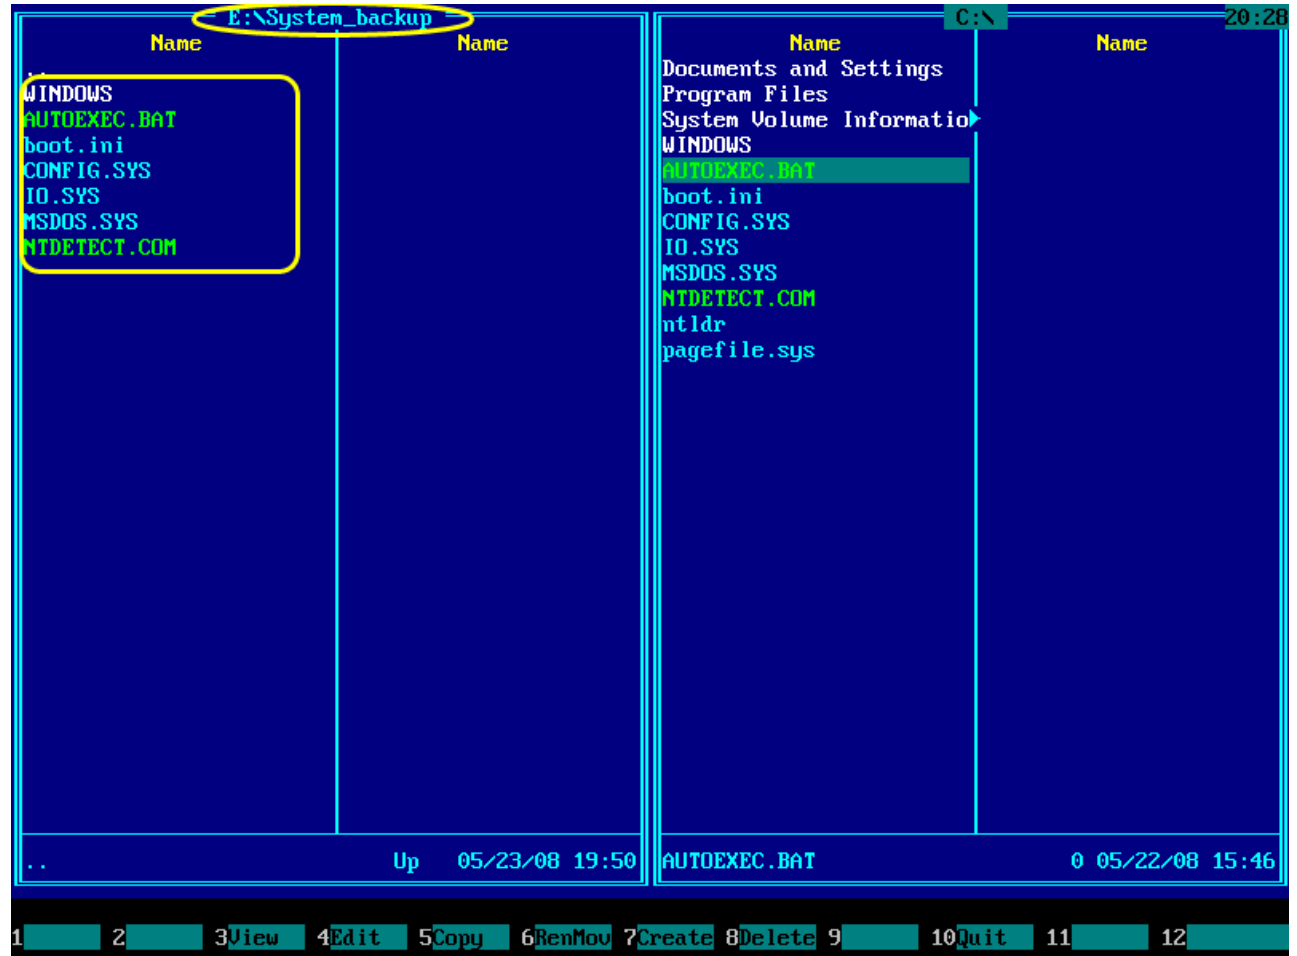 E:\System_backup
Name Name
..
WINDOWS
AUTOEXEC.BAT
boot.ini
CONFIG.SYS
IO.SYS
MSDOS.SYS
NTDETECT.COM
.. Up 05/23/08 19:50
C:\ 20:28
Name Name
Documents and Settings
Program Files
System Volume Informatio
WINDOWS
AUTOEXEC.BAT
boot.ini
CONFIG.SYS
IO.SYS
MSDOS.SYS
NTDETECT.COM
ntldr
pagefile.sys
AUTOEXEC.BAT 0 05/22/08 15:46
1 2 3View 4Edit 5Copy 6RenMov 7Create 8Delete 9 10Quit 11 12